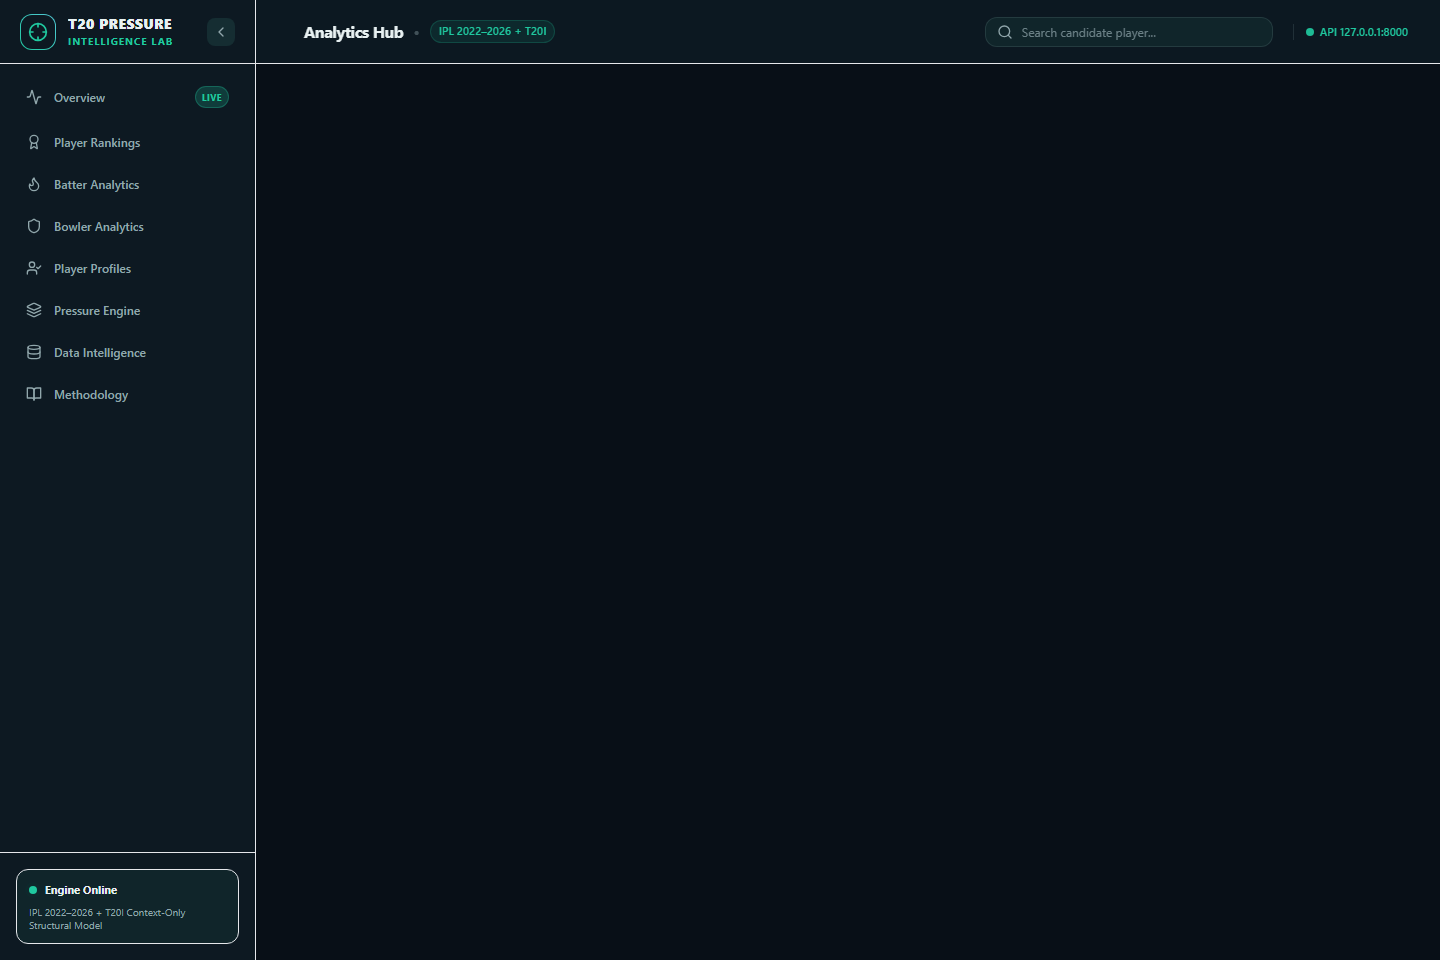 T20 PRESSURE
INTELLIGENCE LAB
Analytics Hub
IPL 2022–2026 + T20I
Search candidate player...
API 127.0.0.1:8000
Overview
LIVE
Player Rankings
Batter Analytics
Bowler Analytics
Player Profiles
Pressure Engine
Data Intelligence
Methodology
Engine Online
IPL 2022–2026 + T20I Context-Only
Structural Model